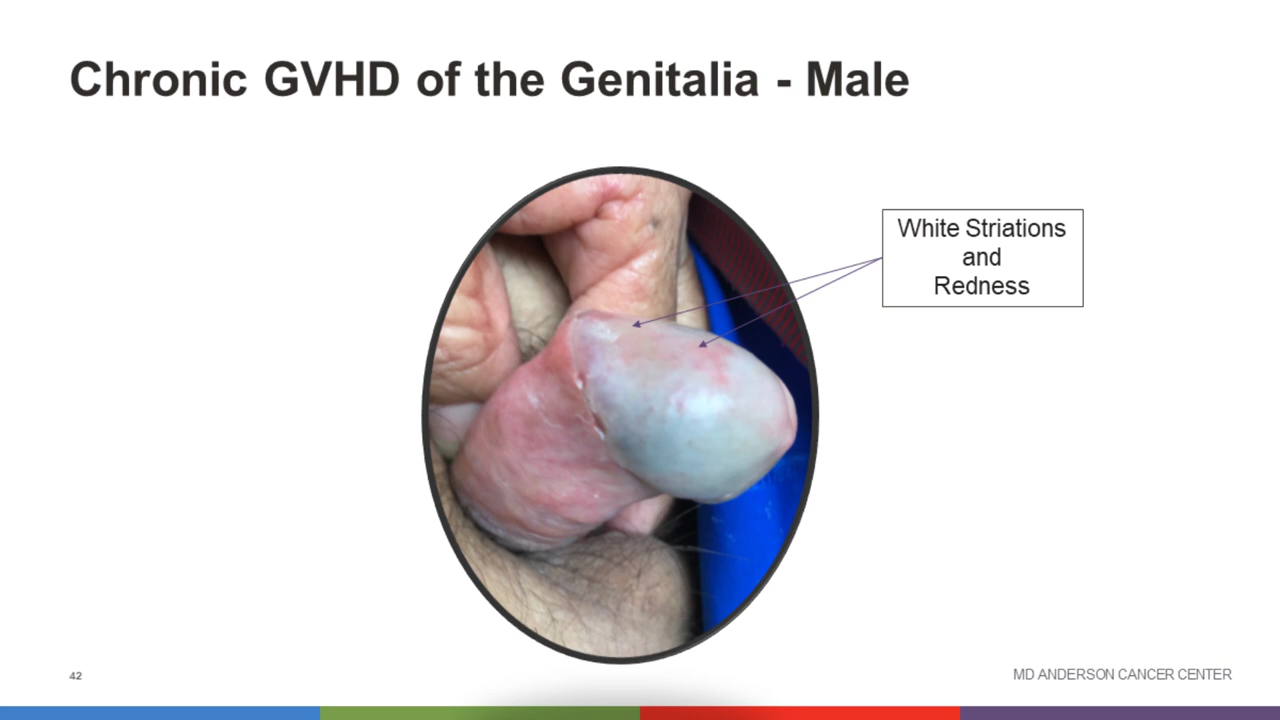 Chronic GVHD of the Genitalia - Male
White Striations
and
Redness
42
MD ANDERSON CANCER CENTER